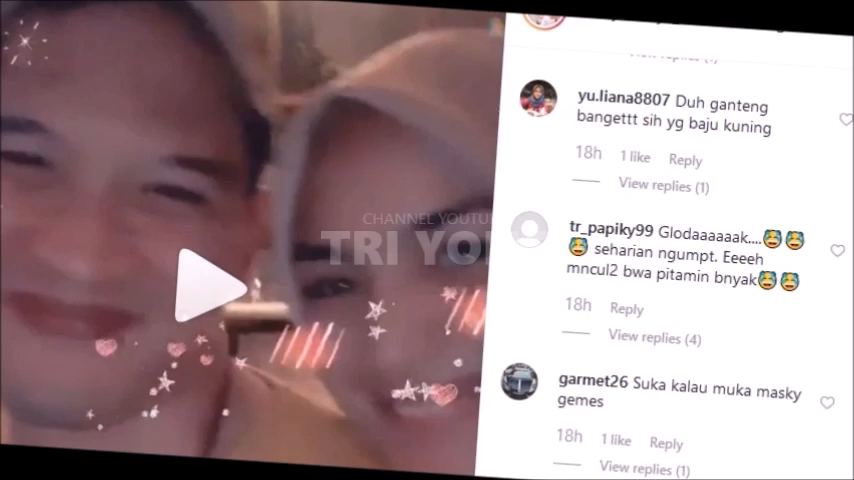 CHANNEL YOUTU
TRI YO
yu.liana8807 Duh ganteng
bangettt sih yg baju kuning
18h 1 like Reply
View replies (1)
tr_papiky99 Glodaaaaaak....
seharian ngumpt. Eeeeh
mncul2 bwa pitamin bnyak
18h Reply
View replies (4)
garmet26 Suka kalau muka masky
gemes
18h 1 like Reply
View replies (1)